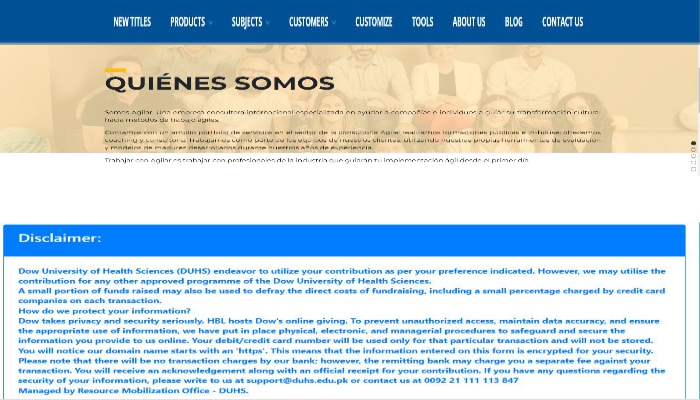 NEW TITLES PRODUCTS SUBJECTS CUSTOMERS CUSTOMIZE TOOLS ABOUT US BLOG CONTACT US
QUIÉNES SOMOS
Somos Agilar, una empresa consultora internacional especializada en ayudar a compañías e individuos a guiar su transformación cultural
hacia métodos de trabajo ágiles.
Contamos con un amplio portfolio de servicios en el sector de la consultoría Agile: realizamos formaciones públicas e inhouse, ofrecemos
coaching y consultoría. Trabajamos como parte de los equipos de nuestros clientes, utilizando nuestras propias herramientas de evaluación
y modelos de madurez desarrollados durante nuestros años de experiencia.
Trabajar con Agilar es trabajar con profesionales de la industria que guiarán tu implementación ágil desde el primer día.
Disclaimer:
Dow University of Health Sciences (DUHS) endeavor to utilize your contribution as per your preference indicated. However, we may utilise the
contribution for any other approved programme of the Dow University of Health Sciences.
A small portion of funds raised may also be used to defray the direct costs of fundraising, including a small percentage charged by credit card
companies on each transaction.
How do we protect your information?
Dow takes privacy and security seriously. HBL hosts Dow's online giving. To prevent unauthorized access, maintain data accuracy, and ensure
the appropriate use of information, we have put in place physical, electronic, and managerial procedures to safeguard and secure the
information you provide to us online. Your debit/credit card number will be used only for that particular transaction and will not be stored.
You will notice our domain name starts with an 'https'. This means that the information entered on this form is encrypted for your security.
Please note that there will be no transaction charges by our bank; however, the remitting bank may charge you a separate fee against your
transaction. You will receive an acknowledgement along with an official receipt for your contribution. If you have any questions regarding the
security of your information, please write to us at support@duhs.edu.pk or contact us at 0092 21 111 113 847
Managed by Resource Mobilization Office - DUHS.